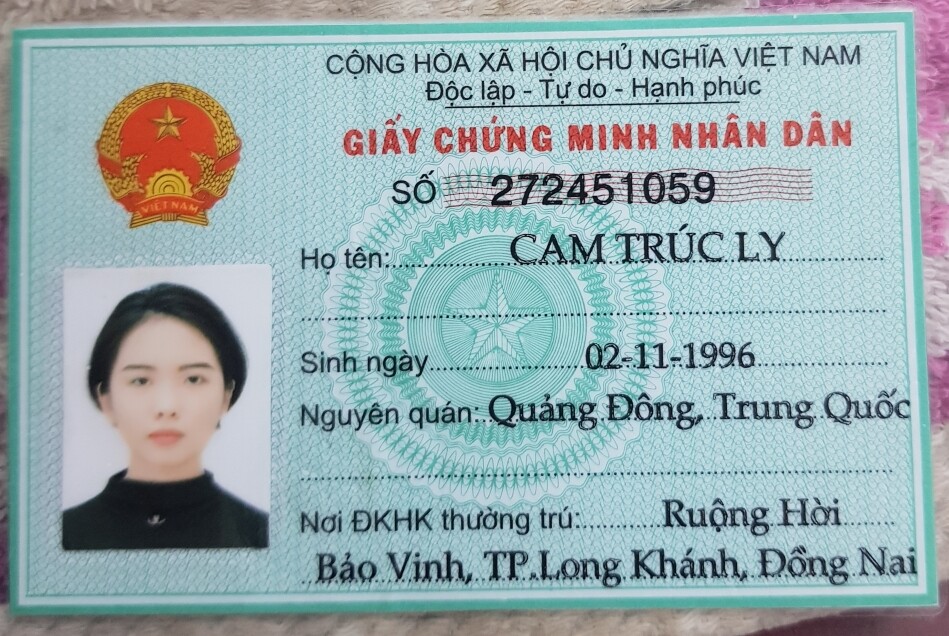 CỘNG HÒA XÃ HỘI CHỦ NGHĨA VIỆT NAM
Độc lập - Tự do - Hạnh phúc
GIẤY CHỨNG MINH NHÂN DÂN
SỐ 272451059
Họ tên: CAM TRÚC LY
Sinh ngày 02-11-1996
Nguyên quán: Quảng Đông, Trung Quốc
Nơi ĐKHK thường trú: Ruộng Hời
Bảo Vinh, TP.Long Khánh, Đồng Nai
VIỆT NAM